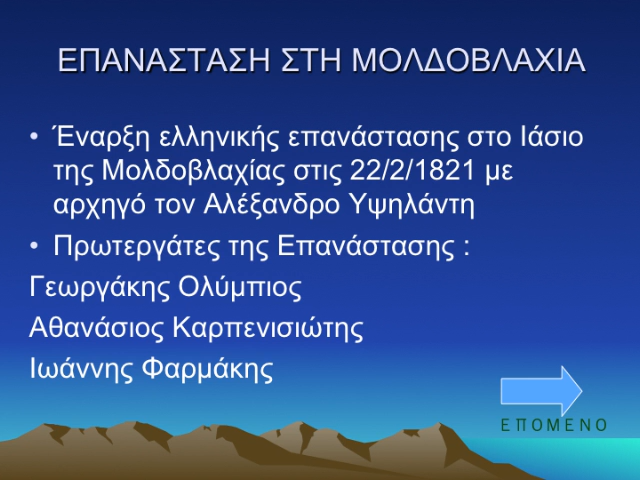 ΕΠΑΝΑΣΤΑΣΗ ΣΤΗ ΜΟΛΔΟΒΛΑΧΙΑ
• Έναρξη ελληνικής επανάστασης στο Ιάσιο
της Μολδοβλαχίας στις 22/2/1821 με
αρχηγό τον Αλέξανδρο Υψηλάντη
• Πρωτεργάτες της Επανάστασης :
Γεωργάκης Ολύμπιος
Αθανάσιος Καρπενισιώτης
Ιωάννης Φαρμάκης
ΕΠΟΜΕΝΟ